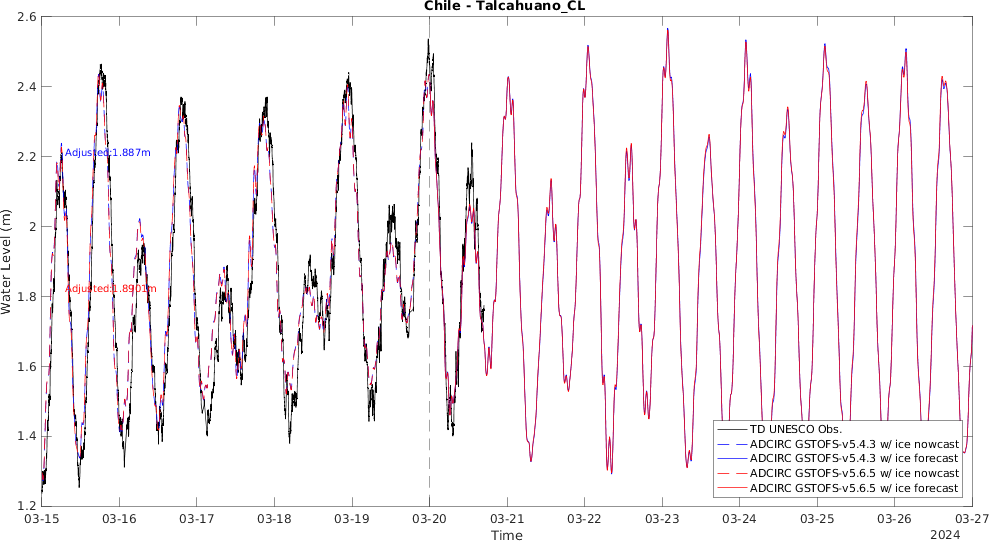 Chile - Talcahuano_CL
2.6
2.4
2.2
2
1.8
1.6
1.4
1.2
Water Level (m)
Adjusted:1.887m
Adjusted:1.8901m
TD UNESCO Obs.
ADCIRC GSTOFS-v5.4.3 w/ ice nowcast
ADCIRC GSTOFS-v5.4.3 w/ ice forecast
ADCIRC GSTOFS-v5.6.5 w/ ice nowcast
ADCIRC GSTOFS-v5.6.5 w/ ice forecast
03-15 03-16 03-17 03-18 03-19 03-20 03-21 03-22 03-23 03-24 03-25 03-26 03-27
Time
2024